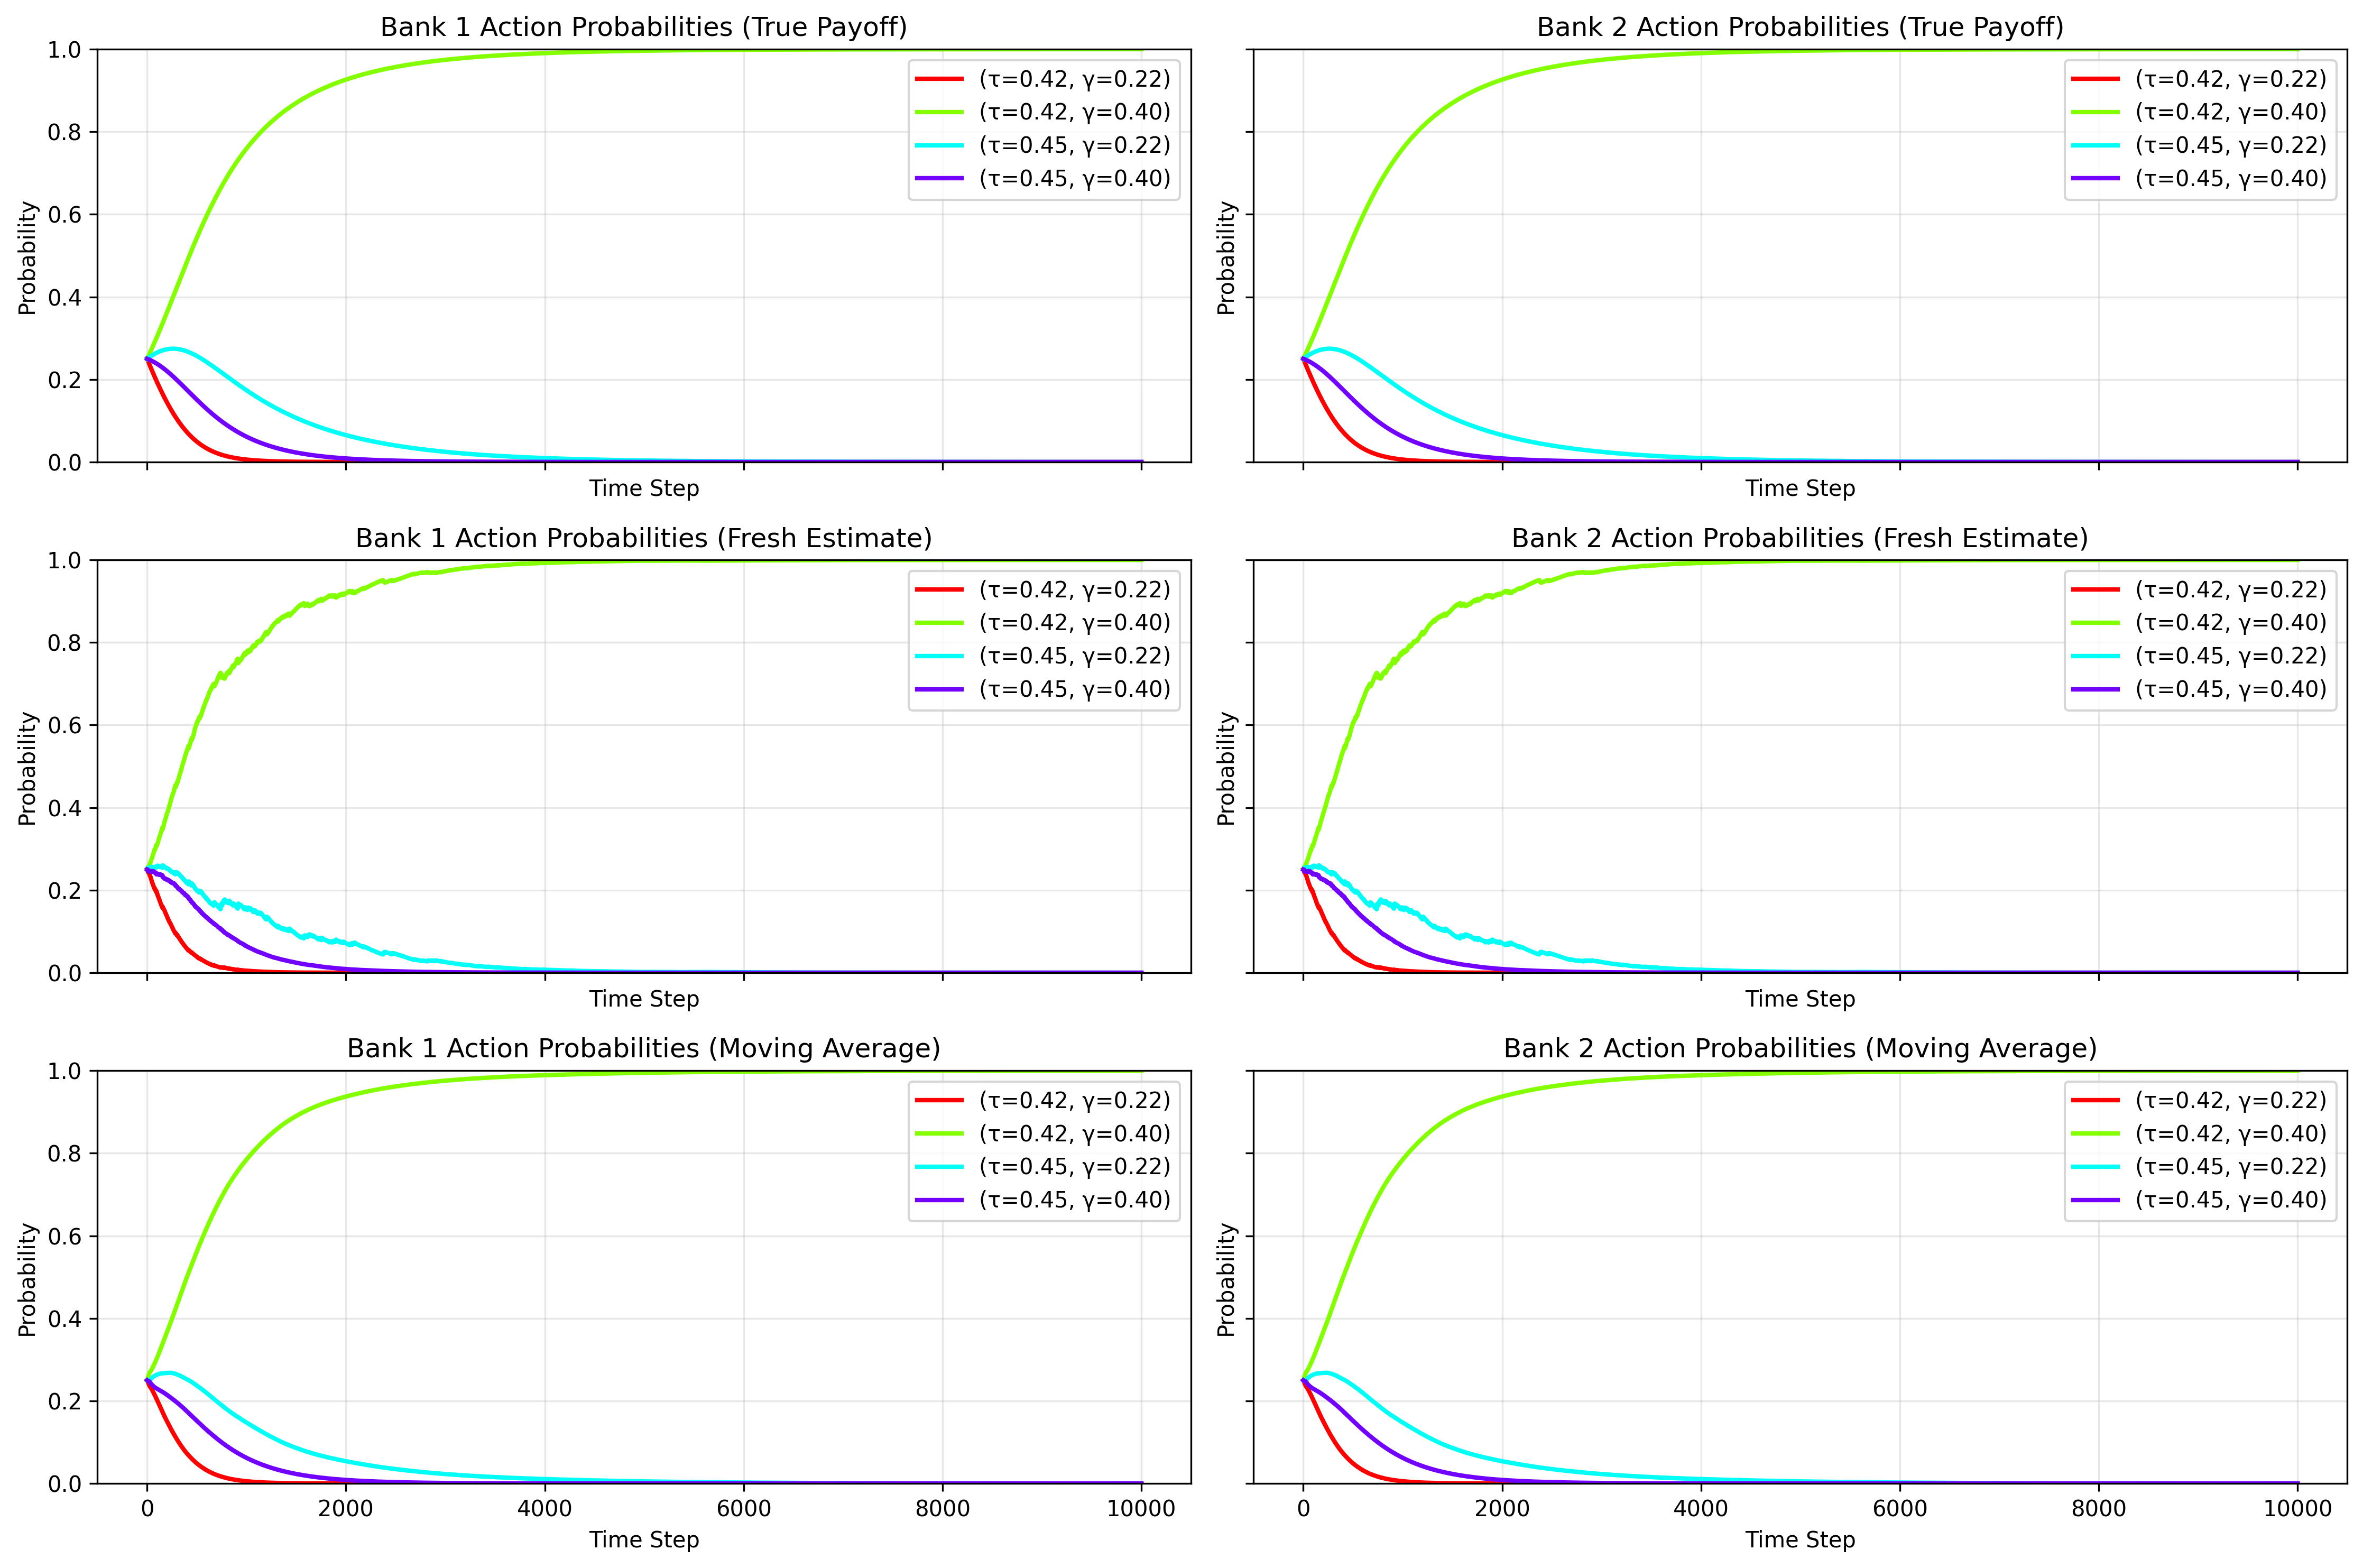 Bank 1 Action Probabilities (True Payoff)
1.0
0.8
0.6
0.4
0.2
0.0
Probability
(τ=0.42, γ=0.22)
(τ=0.42, γ=0.40)
(τ=0.45, γ=0.22)
(τ=0.45, γ=0.40)
Time Step
Bank 2 Action Probabilities (True Payoff)
Probability
(τ=0.42, γ=0.22)
(τ=0.42, γ=0.40)
(τ=0.45, γ=0.22)
(τ=0.45, γ=0.40)
Time Step
Bank 1 Action Probabilities (Fresh Estimate)
1.0
0.8
0.6
0.4
0.2
0.0
Probability
(τ=0.42, γ=0.22)
(τ=0.42, γ=0.40)
(τ=0.45, γ=0.22)
(τ=0.45, γ=0.40)
Time Step
Bank 2 Action Probabilities (Fresh Estimate)
Probability
(τ=0.42, γ=0.22)
(τ=0.42, γ=0.40)
(τ=0.45, γ=0.22)
(τ=0.45, γ=0.40)
Time Step
Bank 1 Action Probabilities (Moving Average)
1.0
0.8
0.6
0.4
0.2
0.0
Probability
(τ=0.42, γ=0.22)
(τ=0.42, γ=0.40)
(τ=0.45, γ=0.22)
(τ=0.45, γ=0.40)
0 2000 4000 6000 8000 10000
Time Step
Bank 2 Action Probabilities (Moving Average)
Probability
(τ=0.42, γ=0.22)
(τ=0.42, γ=0.40)
(τ=0.45, γ=0.22)
(τ=0.45, γ=0.40)
0 2000 4000 6000 8000 10000
Time Step